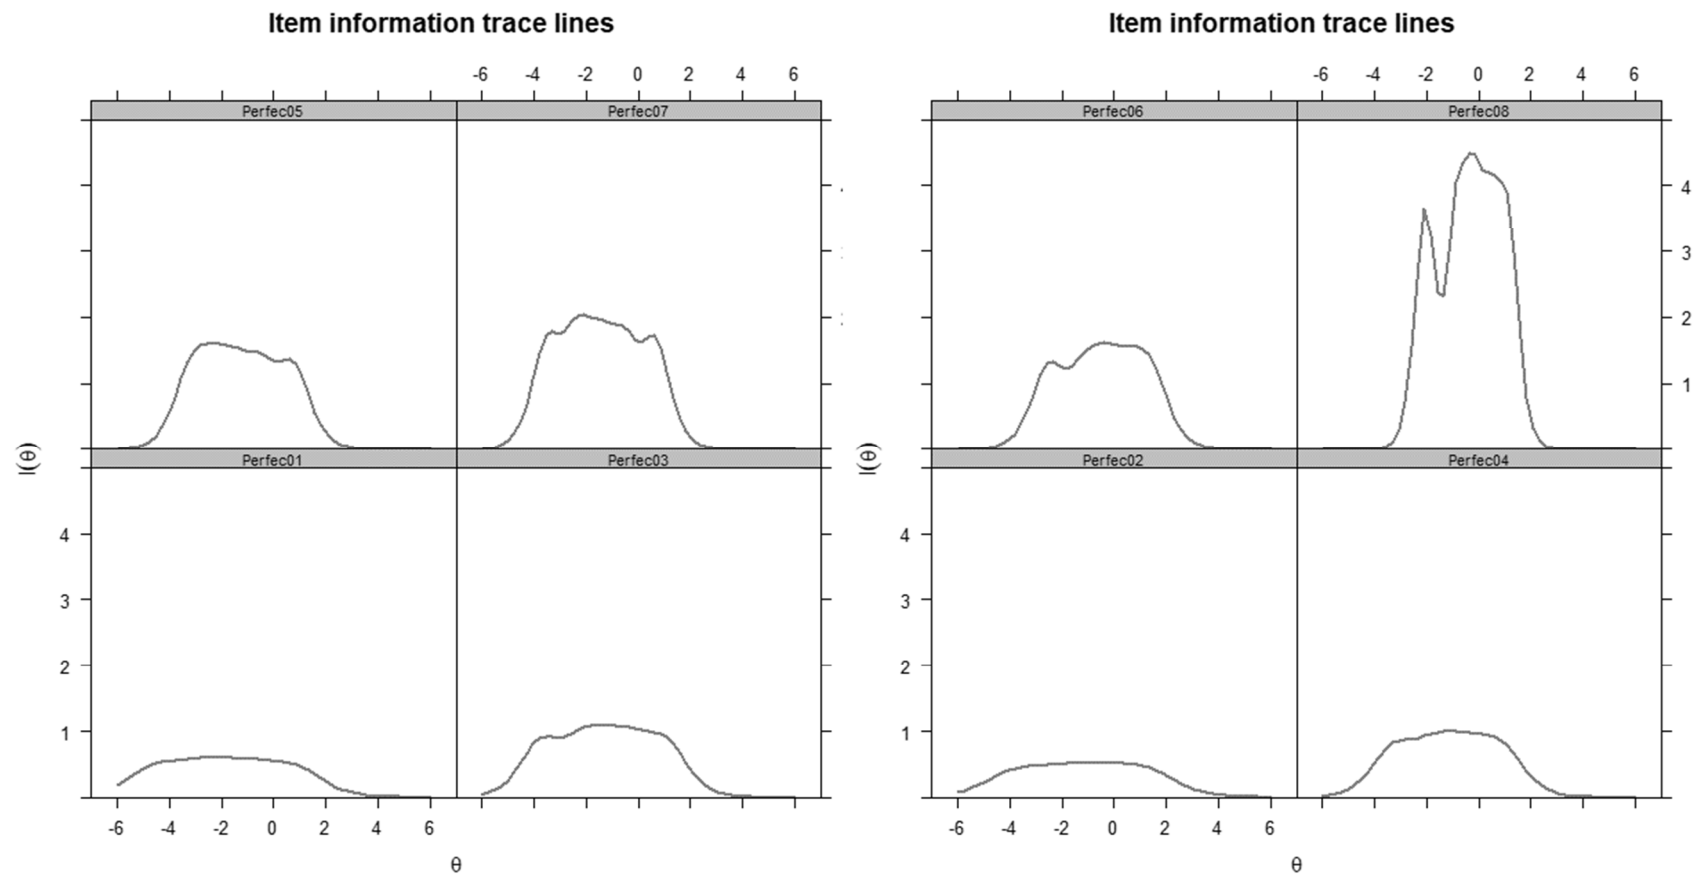 Item information trace lines
-6 -4 -2 0 2 4 6
Perfec05 Perfec07
Perfec01 Perfec03
4
3
2
1
I(θ)
-6 -4 -2 0 2 4 6
θ
Item information trace lines
-6 -4 -2 0 2 4 6
Perfec06 Perfec08
4
3
2
1
Perfec02 Perfec04
4
3
2
1
I(θ)
-6 -4 -2 0 2 4 6
θ